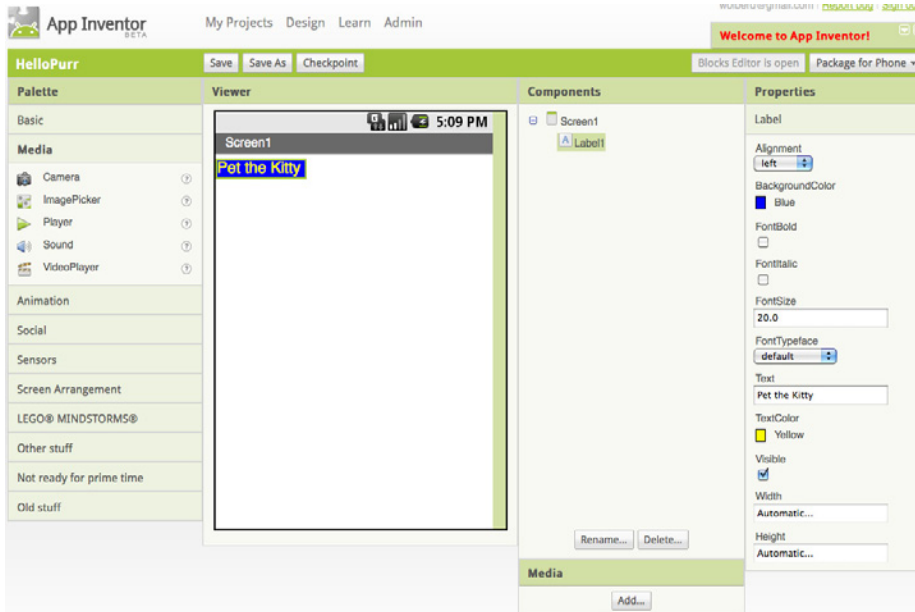 App Inventor
BETA
My Projects Design Learn Admin
Report bug | Sign out
Welcome to App Inventor!
HelloPurr
Save Save As Checkpoint
Blocks Editor is open Package for Phone
Palette
Basic
Media
Camera
ImagePicker
Player
Sound
VideoPlayer
Animation
Social
Sensors
Screen Arrangement
LEGO® MINDSTORMS®
Other stuff
Not ready for prime time
Old stuff
Viewer
5:09 PM
Screen1
Pet the Kitty
Components
Screen1
A Label1
Rename... Delete...
Media
Add...
Properties
Label
Alignment
left
BackgroundColor
Blue
FontBold
FontItalic
FontSize
20.0
FontTypeface
default
Text
Pet the Kitty
TextColor
Yellow
Visible
Width
Automatic...
Height
Automatic...